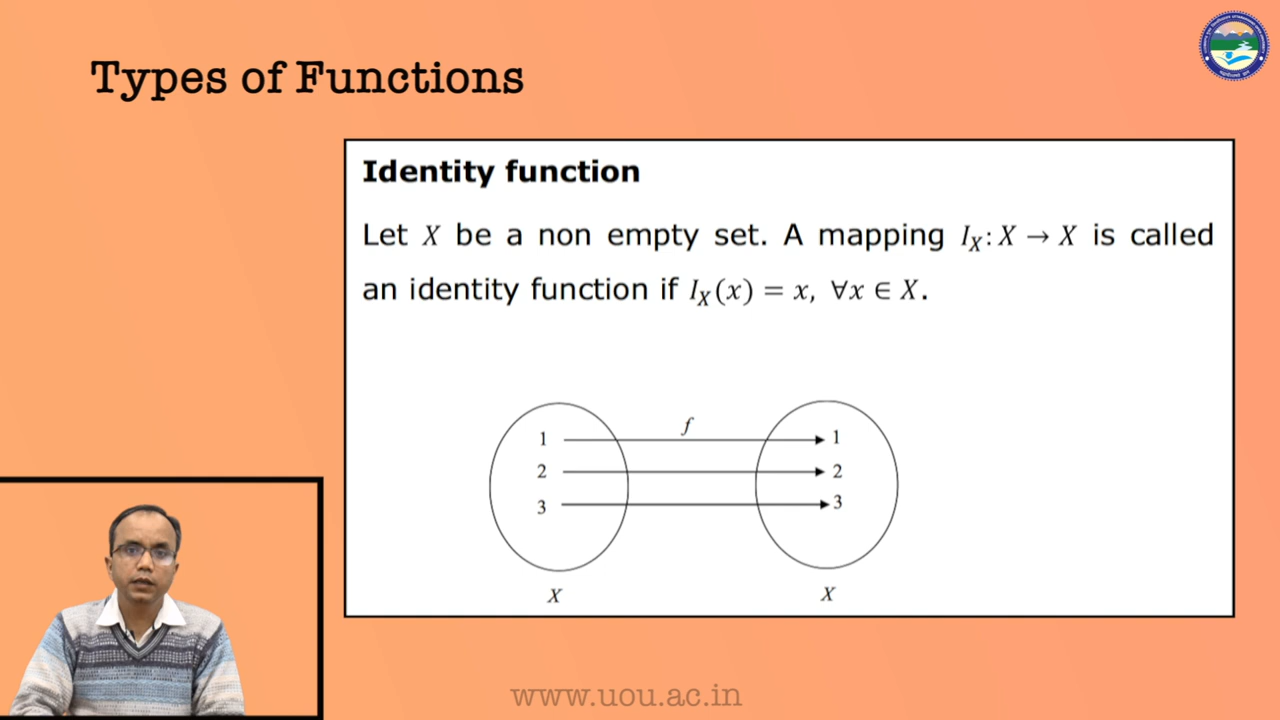 Types of Functions
Identity function
Let X be a non empty set. A mapping I_X: X → X is called
an identity function if I_X(x) = x, ∀x ∈ X.
f
1 1
2 2
3 3
X X
www.uou.ac.in